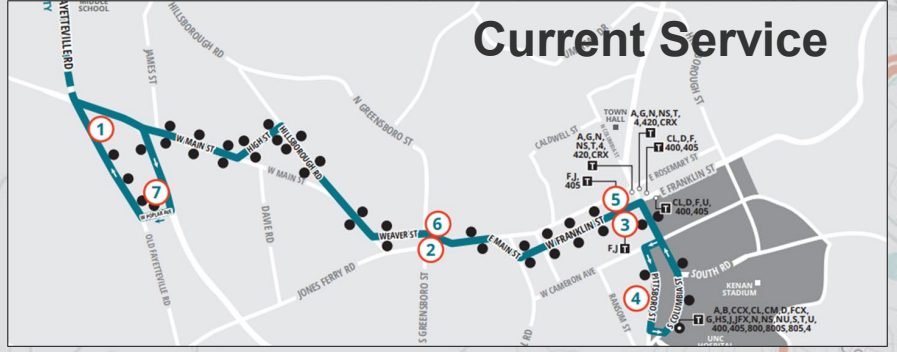 Current Service
MIDDLE
SCHOOL
FAYETTEVILLE RD
HILLSBOROUGH RD
JAMES ST
N GREENSBORO ST
TOWN
HALL
A,G,N,NS,T,
4,420,CRX
CL,D,F,
400,405
A,G,N,
NS,T,4,
420,CRX
CALDWELL ST
E ROSEMARY ST
F,J,
405
E FRANKLIN ST
CL,D,F,U,
400,405
1
W MAIN ST
HIGH ST
HILLSBOROUGH RD
W MAIN ST
7
W POPLAR AVE
DAVIE RD
OLD FAYETTEVILLE RD
WEAVER ST
6
2
E MAIN ST
W FRANKLIN ST
5
3
F,J
JONES FERRY RD
S GREENSBORO ST
W CAMERON AVE
RANSOM ST
4
PITTSBORO ST
S COLUMBIA ST
SOUTH RD
KENAN
STADIUM
A,B,CCX,CL,CM,D,FCX,
G,HS,J,JFX,N,NS,NU,S,T,U,
400,405,800,800S,805,4
UNC
HOSPITAL